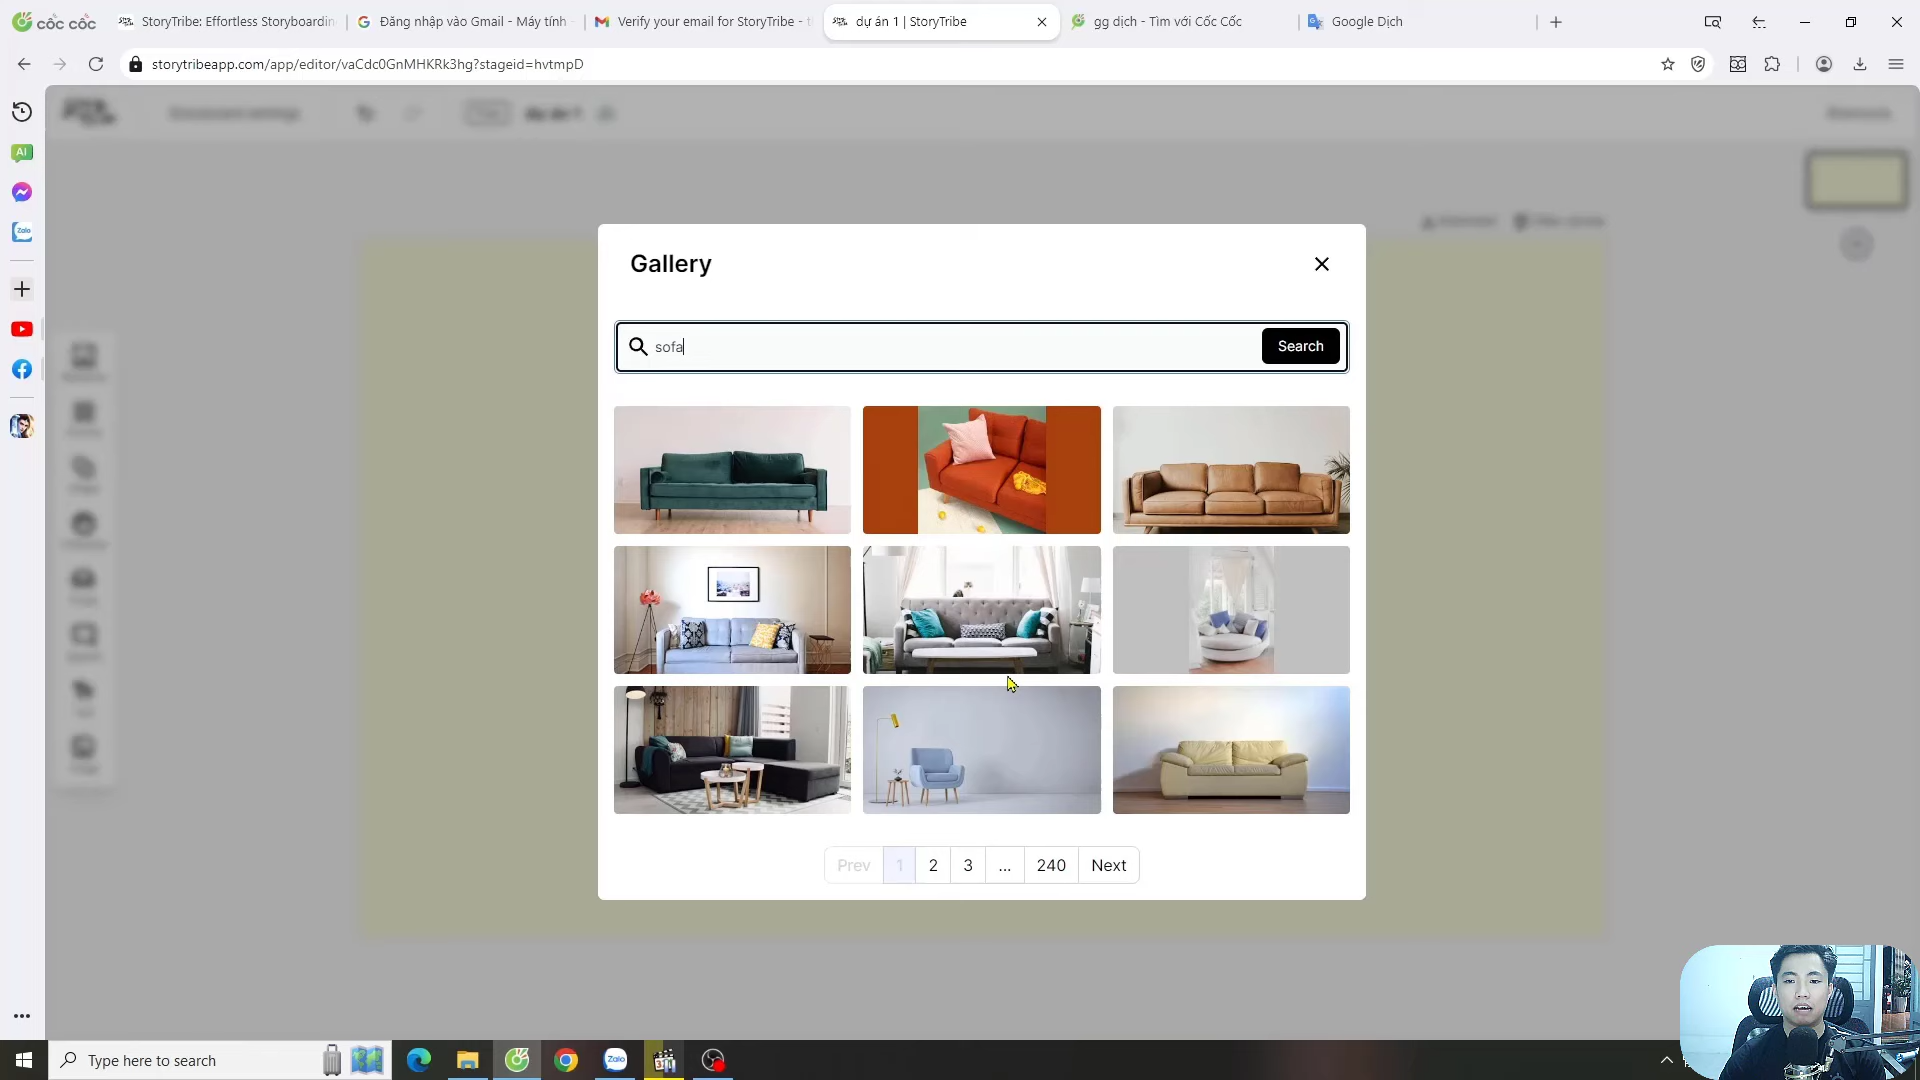 cốc cốc
StoryTribe: Effortless Storyboardin
Đăng nhập vào Gmail - Máy tính -
Verify your email for StoryTribe - t
dự án 1 | StoryTribe
gg dịch - Tìm với Cốc Cốc
Google Dịch
storytribeapp.com/app/editor/vaCdc0GnMHKRk3hg?stageid=hvtmpD
AI
Zalo
Gallery
sofa
Search
Prev
1
2
3
...
240
Next
Type here to search
Zalo